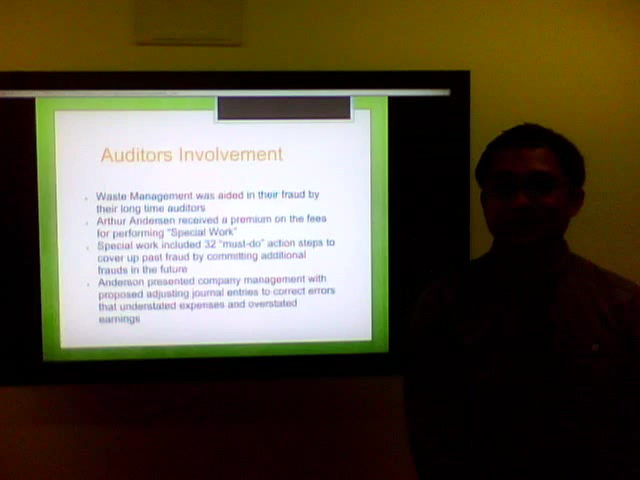 Auditors Involvement
Waste Management was aided in their fraud by
their long time auditors
Arthur Andersen received a premium on the fees
for performing "Special Work"
Special work included 32 "must-do" action steps to
cover up past fraud by committing additional
frauds in the future
Anderson presented company management with
proposed adjusting journal entries to correct errors
that understated expenses and overstated
earnings